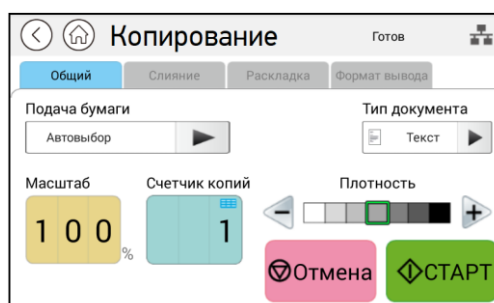 Копирование
Готов
Общий
Слияние
Раскладка
Формат вывода
Подача бумаги
Тип документа
Автовыбор
Текст
Масштаб
Счетчик копий
Плотность
100
%
1
Отмена
СТАРТ